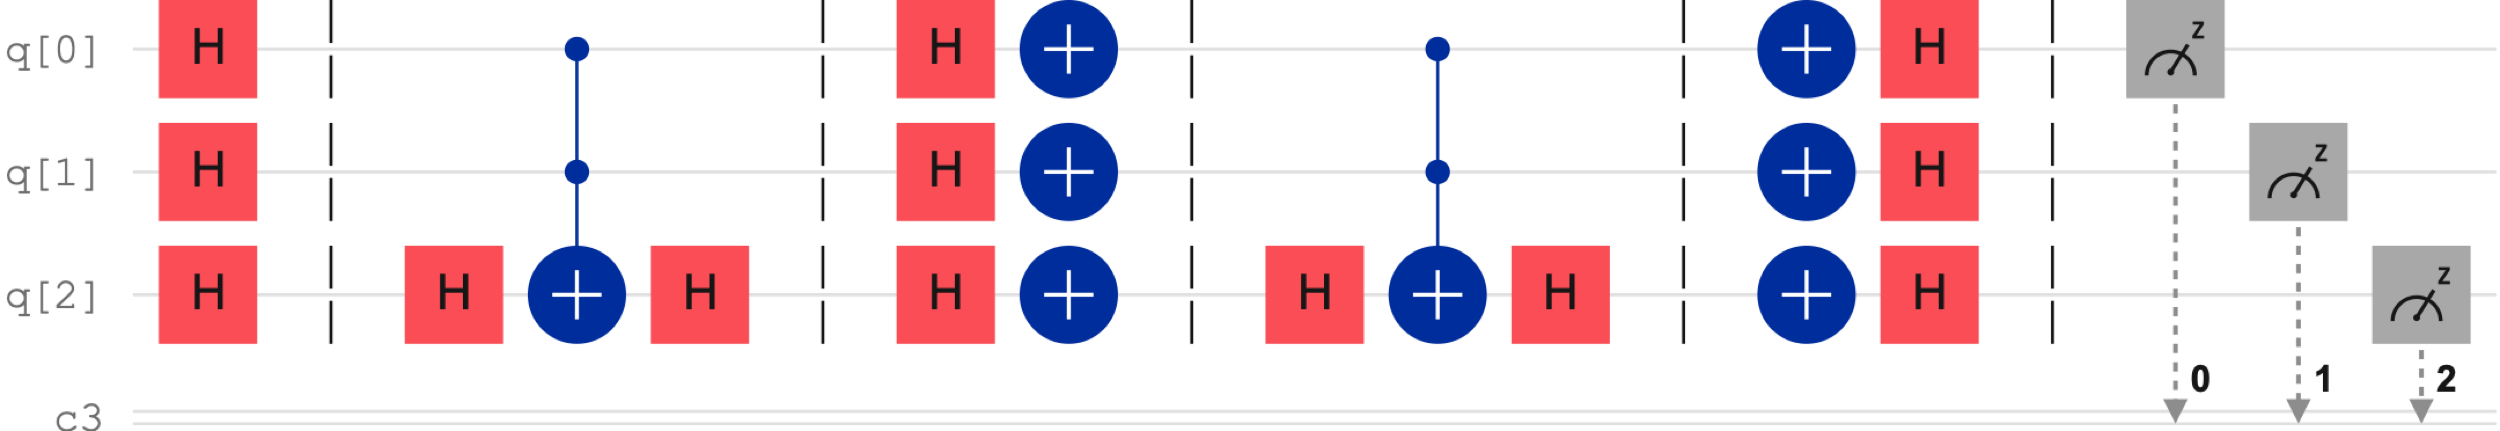 q[0] H H H z
q[1] H H H z
q[2] H H H H H H H z
0 1 2
c3